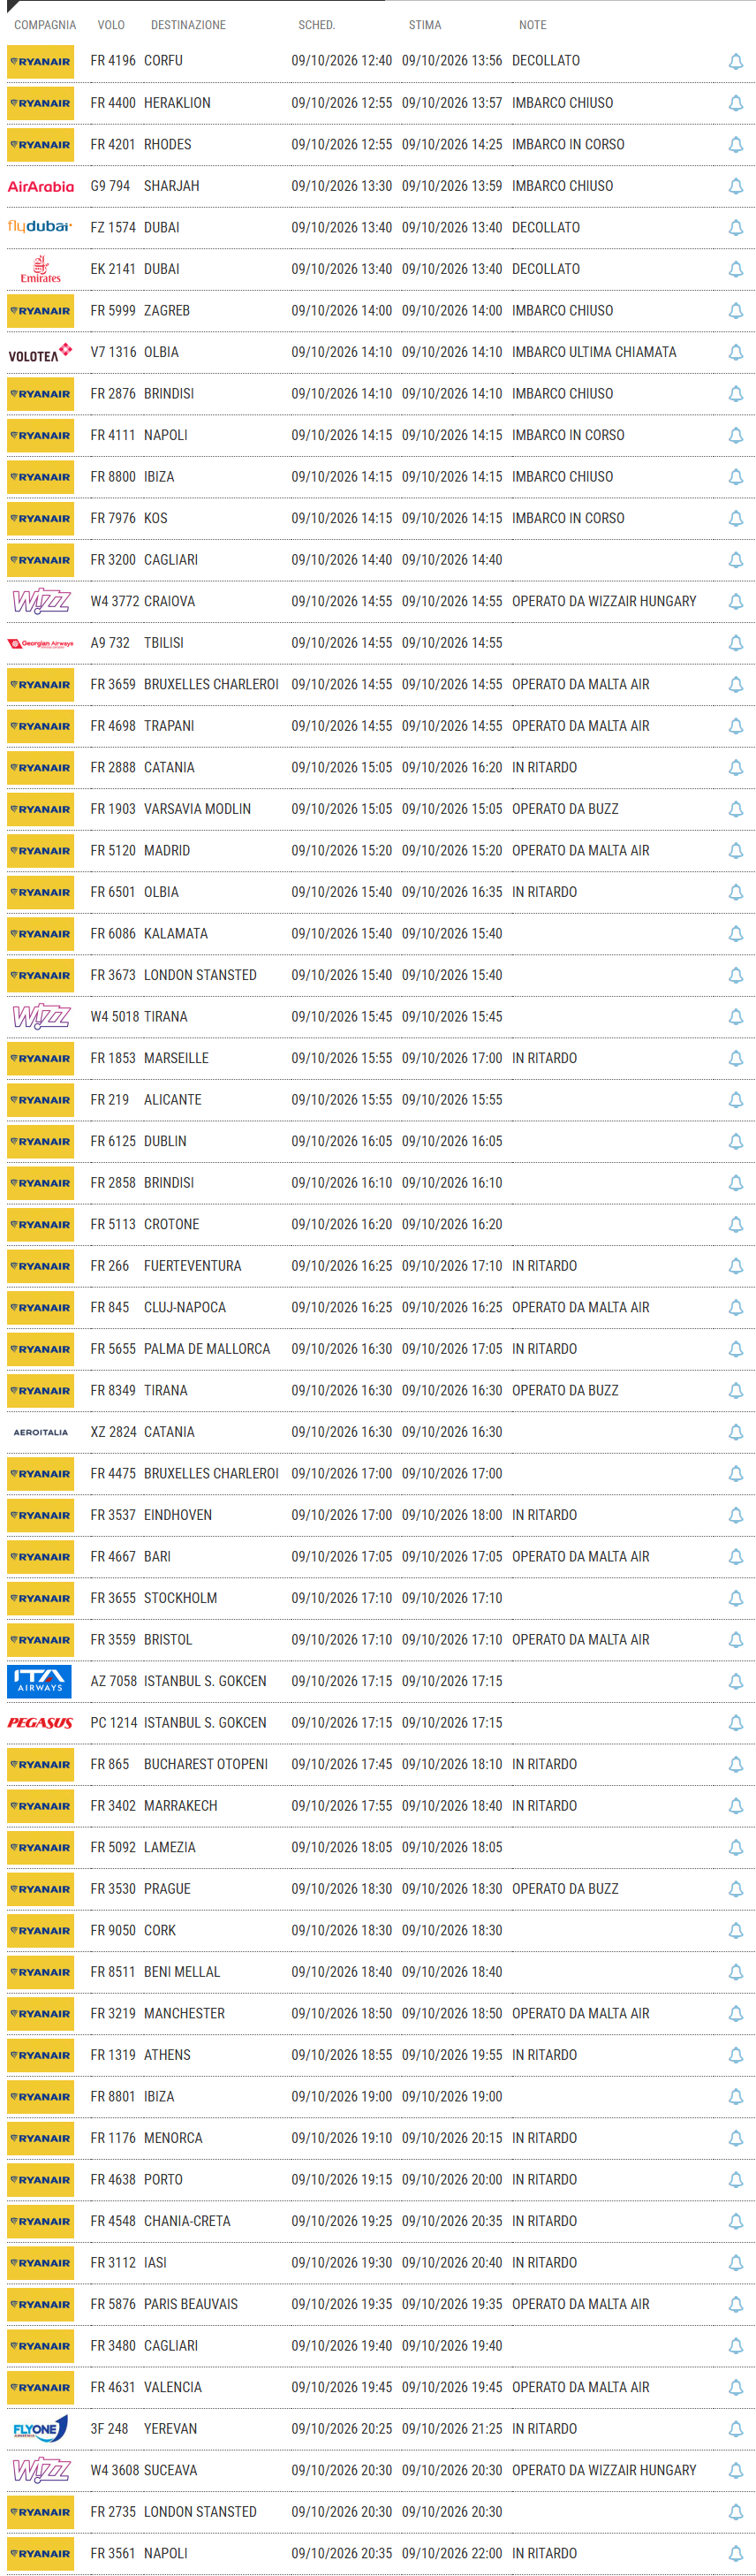 COMPAGNIA VOLO DESTINAZIONE SCHED. STIMA NOTE
RYANAIR FR 4196 CORFU 09/10/2026 12:40 09/10/2026 13:56 DECOLLATO
RYANAIR FR 4400 HERAKLION 09/10/2026 12:55 09/10/2026 13:57 IMBARCO CHIUSO
RYANAIR FR 4201 RHODES 09/10/2026 12:55 09/10/2026 14:25 IMBARCO IN CORSO
AirArabia G9 794 SHARJAH 09/10/2026 13:30 09/10/2026 13:59 IMBARCO CHIUSO
flydubai FZ 1574 DUBAI 09/10/2026 13:40 09/10/2026 13:40 DECOLLATO
Emirates EK 2141 DUBAI 09/10/2026 13:40 09/10/2026 13:40 DECOLLATO
RYANAIR FR 5999 ZAGREB 09/10/2026 14:00 09/10/2026 14:00 IMBARCO CHIUSO
VOLOTEA V7 1316 OLBIA 09/10/2026 14:10 09/10/2026 14:10 IMBARCO ULTIMA CHIAMATA
RYANAIR FR 2876 BRINDISI 09/10/2026 14:10 09/10/2026 14:10 IMBARCO CHIUSO
RYANAIR FR 4111 NAPOLI 09/10/2026 14:15 09/10/2026 14:15 IMBARCO IN CORSO
RYANAIR FR 8800 IBIZA 09/10/2026 14:15 09/10/2026 14:15 IMBARCO CHIUSO
RYANAIR FR 7976 KOS 09/10/2026 14:15 09/10/2026 14:15 IMBARCO IN CORSO
RYANAIR FR 3200 CAGLIARI 09/10/2026 14:40 09/10/2026 14:40
WIZZ W4 3772 CRAIOVA 09/10/2026 14:55 09/10/2026 14:55 OPERATO DA WIZZAIR HUNGARY
Georgian Airways A9 732 TBILISI 09/10/2026 14:55 09/10/2026 14:55
RYANAIR FR 3659 BRUXELLES CHARLEROI 09/10/2026 14:55 09/10/2026 14:55 OPERATO DA MALTA AIR
RYANAIR FR 4698 TRAPANI 09/10/2026 14:55 09/10/2026 14:55 OPERATO DA MALTA AIR
RYANAIR FR 2888 CATANIA 09/10/2026 15:05 09/10/2026 16:20 IN RITARDO
RYANAIR FR 1903 VARSAVIA MODLIN 09/10/2026 15:05 09/10/2026 15:05 OPERATO DA BUZZ
RYANAIR FR 5120 MADRID 09/10/2026 15:20 09/10/2026 15:20 OPERATO DA MALTA AIR
RYANAIR FR 6501 OLBIA 09/10/2026 15:40 09/10/2026 16:35 IN RITARDO
RYANAIR FR 6086 KALAMATA 09/10/2026 15:40 09/10/2026 15:40
RYANAIR FR 3673 LONDON STANSTED 09/10/2026 15:40 09/10/2026 15:40
WIZZ W4 5018 TIRANA 09/10/2026 15:45 09/10/2026 15:45
RYANAIR FR 1853 MARSEILLE 09/10/2026 15:55 09/10/2026 17:00 IN RITARDO
RYANAIR FR 219 ALICANTE 09/10/2026 15:55 09/10/2026 15:55
RYANAIR FR 6125 DUBLIN 09/10/2026 16:05 09/10/2026 16:05
RYANAIR FR 2858 BRINDISI 09/10/2026 16:10 09/10/2026 16:10
RYANAIR FR 5113 CROTONE 09/10/2026 16:20 09/10/2026 16:20
RYANAIR FR 266 FUERTEVENTURA 09/10/2026 16:25 09/10/2026 17:10 IN RITARDO
RYANAIR FR 845 CLUJ-NAPOCA 09/10/2026 16:25 09/10/2026 16:25 OPERATO DA MALTA AIR
RYANAIR FR 5655 PALMA DE MALLORCA 09/10/2026 16:30 09/10/2026 17:05 IN RITARDO
RYANAIR FR 8349 TIRANA 09/10/2026 16:30 09/10/2026 16:30 OPERATO DA BUZZ
AEROITALIA XZ 2824 CATANIA 09/10/2026 16:30 09/10/2026 16:30
RYANAIR FR 4475 BRUXELLES CHARLEROI 09/10/2026 17:00 09/10/2026 17:00
RYANAIR FR 3537 EINDHOVEN 09/10/2026 17:00 09/10/2026 18:00 IN RITARDO
RYANAIR FR 4667 BARI 09/10/2026 17:05 09/10/2026 17:05 OPERATO DA MALTA AIR
RYANAIR FR 3655 STOCKHOLM 09/10/2026 17:10 09/10/2026 17:10
RYANAIR FR 3559 BRISTOL 09/10/2026 17:10 09/10/2026 17:10 OPERATO DA MALTA AIR
ITA AIRWAYS AZ 7058 ISTANBUL S. GOKCEN 09/10/2026 17:15 09/10/2026 17:15
PEGASUS PC 1214 ISTANBUL S. GOKCEN 09/10/2026 17:15 09/10/2026 17:15
RYANAIR FR 865 BUCHAREST OTOPENI 09/10/2026 17:45 09/10/2026 18:10 IN RITARDO
RYANAIR FR 3402 MARRAKECH 09/10/2026 17:55 09/10/2026 18:40 IN RITARDO
RYANAIR FR 5092 LAMEZIA 09/10/2026 18:05 09/10/2026 18:05
RYANAIR FR 3530 PRAGUE 09/10/2026 18:30 09/10/2026 18:30 OPERATO DA BUZZ
RYANAIR FR 9050 CORK 09/10/2026 18:30 09/10/2026 18:30
RYANAIR FR 8511 BENI MELLAL 09/10/2026 18:40 09/10/2026 18:40
RYANAIR FR 3219 MANCHESTER 09/10/2026 18:50 09/10/2026 18:50 OPERATO DA MALTA AIR
RYANAIR FR 1319 ATHENS 09/10/2026 18:55 09/10/2026 19:55 IN RITARDO
RYANAIR FR 8801 IBIZA 09/10/2026 19:00 09/10/2026 19:00
RYANAIR FR 1176 MENORCA 09/10/2026 19:10 09/10/2026 20:15 IN RITARDO
RYANAIR FR 4638 PORTO 09/10/2026 19:15 09/10/2026 20:00 IN RITARDO
RYANAIR FR 4548 CHANIA-CRETA 09/10/2026 19:25 09/10/2026 20:35 IN RITARDO
RYANAIR FR 3112 IASI 09/10/2026 19:30 09/10/2026 20:40 IN RITARDO
RYANAIR FR 5876 PARIS BEAUVAIS 09/10/2026 19:35 09/10/2026 19:35 OPERATO DA MALTA AIR
RYANAIR FR 3480 CAGLIARI 09/10/2026 19:40 09/10/2026 19:40
RYANAIR FR 4631 VALENCIA 09/10/2026 19:45 09/10/2026 19:45 OPERATO DA MALTA AIR
FLYONE 3F 248 YEREVAN 09/10/2026 20:25 09/10/2026 21:25 IN RITARDO
WIZZ W4 3608 SUCEAVA 09/10/2026 20:30 09/10/2026 20:30 OPERATO DA WIZZAIR HUNGARY
RYANAIR FR 2735 LONDON STANSTED 09/10/2026 20:30 09/10/2026 20:30
RYANAIR FR 3561 NAPOLI 09/10/2026 20:35 09/10/2026 22:00 IN RITARDO